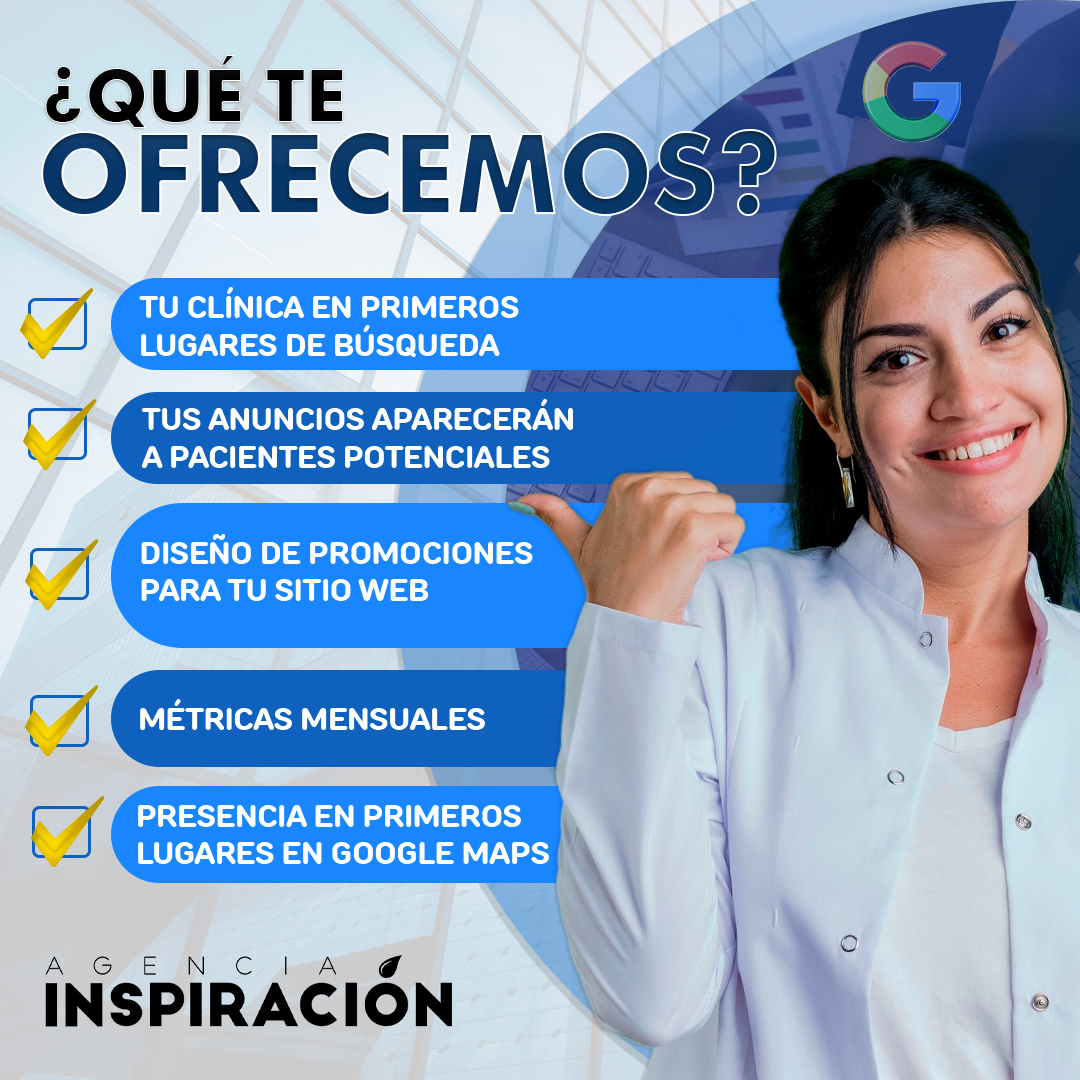 ¿QUÉ TE
OFRECEMOS?
TU CLÍNICA EN PRIMEROS
LUGARES DE BÚSQUEDA
TUS ANUNCIOS APARECERÁN
A PACIENTES POTENCIALES
DISEÑO DE PROMOCIONES
PARA TU SITIO WEB
MÉTRICAS MENSUALES
PRESENCIA EN PRIMEROS
LUGARES EN GOOGLE MAPS
AGENCIA
INSPIRACIÓN
G